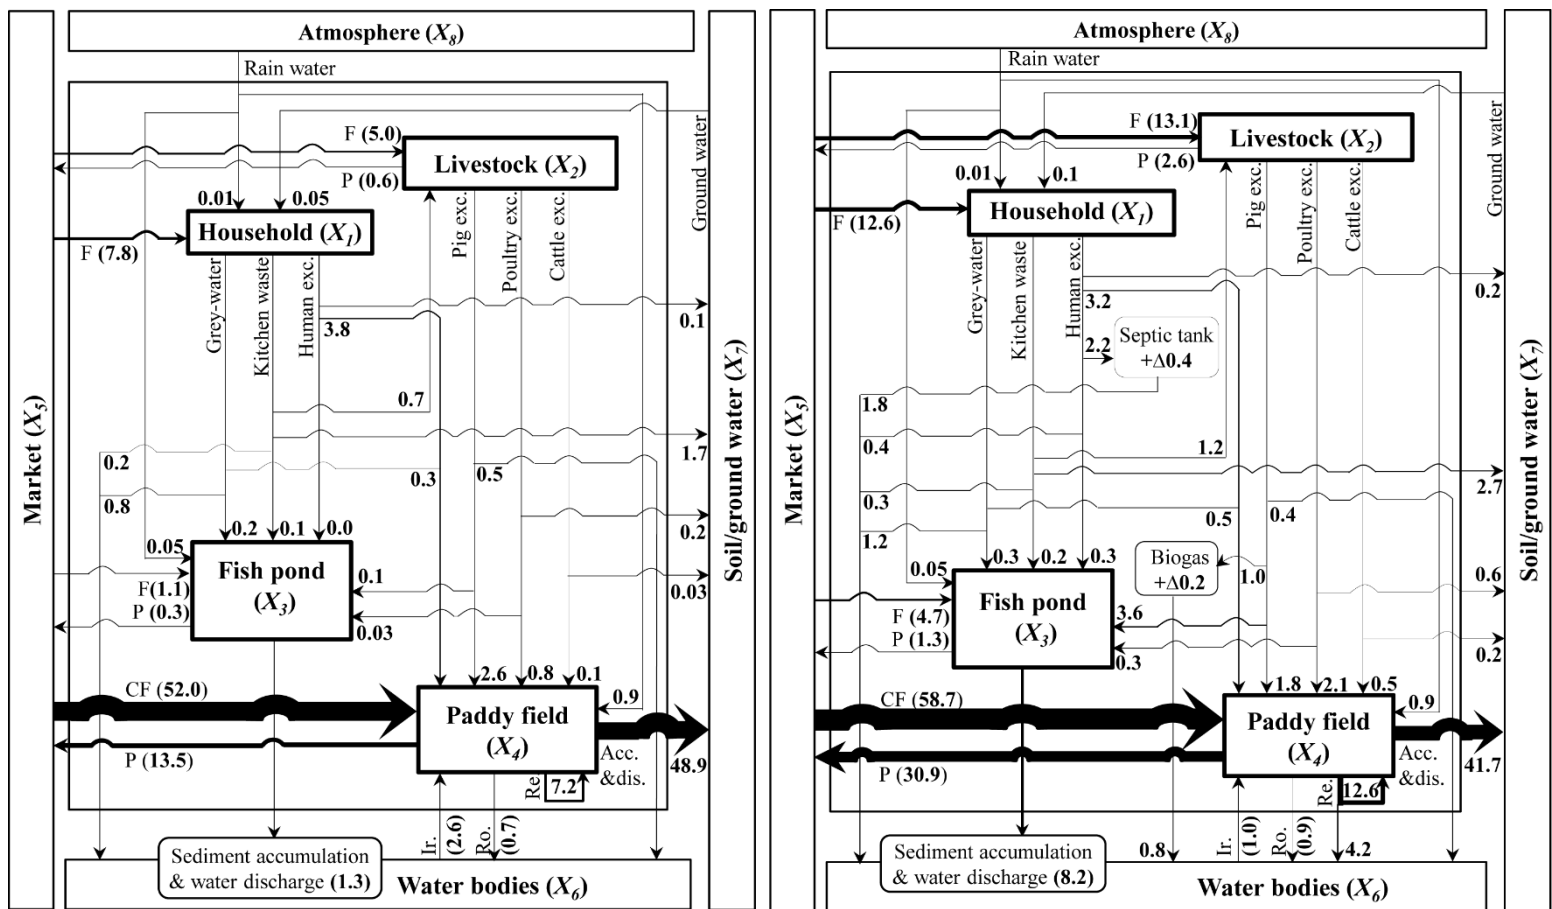 Atmosphere (X8)
Rain water
F (5.0)
Livestock (X2)
P (0.6)
Ground water
0.01
0.05
Household (X1)
F (7.8)
Pig exc.
Poultry exc.
Cattle exc.
Grey-water
Kitchen waste
Human exc.
3.8
0.1
Market (X5)
Soil/ground water (X7)
0.7
1.7
0.2
0.3
0.5
0.8
0.2
0.2
0.1
0.0
0.05
Fish pond
(X3)
0.1
0.03
F(1.1)
P (0.3)
0.03
CF (52.0)
2.6
0.8
0.1
0.9
Paddy field
(X4)
P (13.5)
Acc.
&dis.
48.9
Re.
7.2
Ir.
(2.6)
Ro.
(0.7)
Sediment accumulation
& water discharge (1.3)
Water bodies (X6)
Atmosphere (X8)
Rain water
F (13.1)
Livestock (X2)
P (2.6)
Ground water
0.01
0.1
Household (X1)
F (12.6)
Pig exc.
Poultry exc.
Cattle exc.
Grey-water
Kitchen waste
Human exc.
0.2
3.2
2.2
Septic tank
+Δ0.4
Market (X5)
Soil/ground water (X7)
1.8
0.4
1.2
2.7
0.3
0.5
0.4
1.2
0.3
0.2
0.3
Biogas
+Δ0.2
1.0
0.6
0.05
Fish pond
(X3)
F (4.7)
P (1.3)
3.6
0.3
0.2
CF (58.7)
1.8
2.1
0.5
0.9
Paddy field
(X4)
P (30.9)
Acc.
&dis.
41.7
Re.
12.6
Ir.
(1.0)
Ro.
(0.9)
0.8
4.2
Sediment accumulation
& water discharge (8.2)
Water bodies (X6)